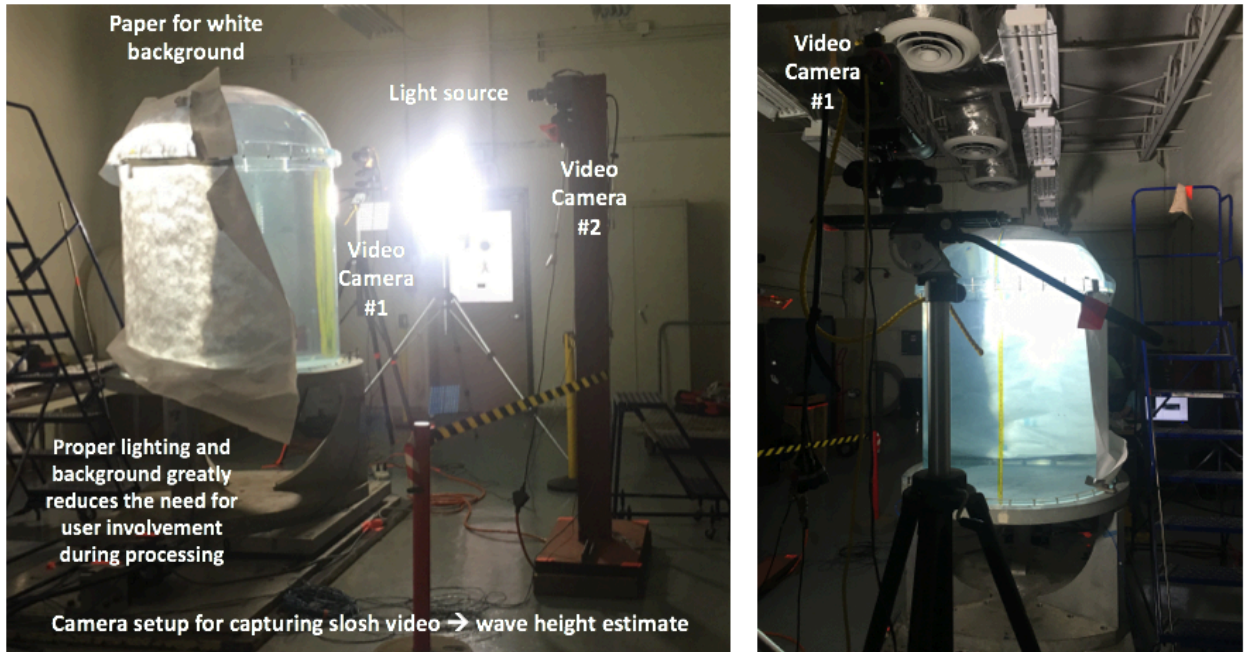 Paper for white
background
Light source
Video
Camera
#2
Video
Camera
#1
Proper lighting and
background greatly
reduces the need for
user involvement
during processing
Camera setup for capturing slosh video → wave height estimate
Video
Camera
#1